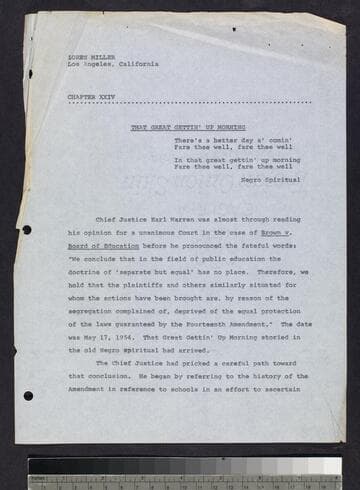 LOREN MILLER
Los Angeles, California
CHAPTER XXIV
THAT GREAT GETTIN' UP MORNING
There's a better day a' comin'
Fare thee well, fare thee well
In that great gettin' up morning
Fare thee well, fare thee well
Negro Spiritual
Chief Justice Earl Warren was almost through reading
his opinion for a unanimous Court in the case of Brown v.
Board of Education before he pronounced the fateful words:
"We conclude that in the field of public education the
doctrine of 'separate but equal' has no place. Therefore, we
hold that the plaintiffs and others similarly situated for
whom the actions have been brought are, by reason of the
segregation complained of, deprived of the equal protection
of the laws guaranteed by the Fourteenth Amendment." The date
was May 17, 1954. That Great Gettin' Up Morning storied in
the old Negro spiritual had arrived.
The Chief Justice had pricked a careful path toward
that conclusion. He began by referring to the history of the
Amendment in reference to schools in an effort to ascertain